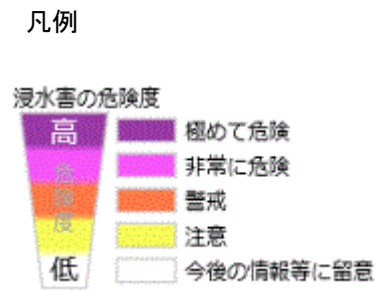 凡例
浸水害の危険度
高
危険度
低
極めて危険
非常に危険
警戒
注意
今後の情報等に留意